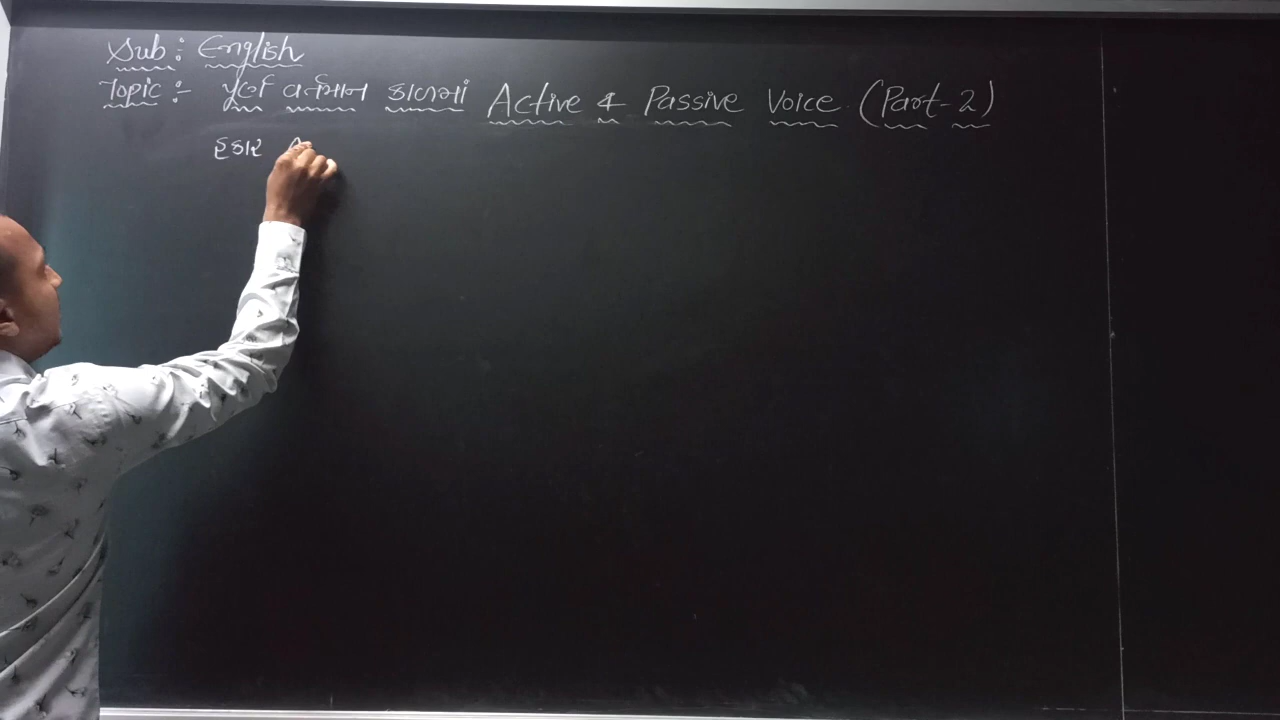 Sub : English
Topic :- પૂર્ણ વર્તમાન કાળમાં Active & Passive Voice (Part-2)
હકાર